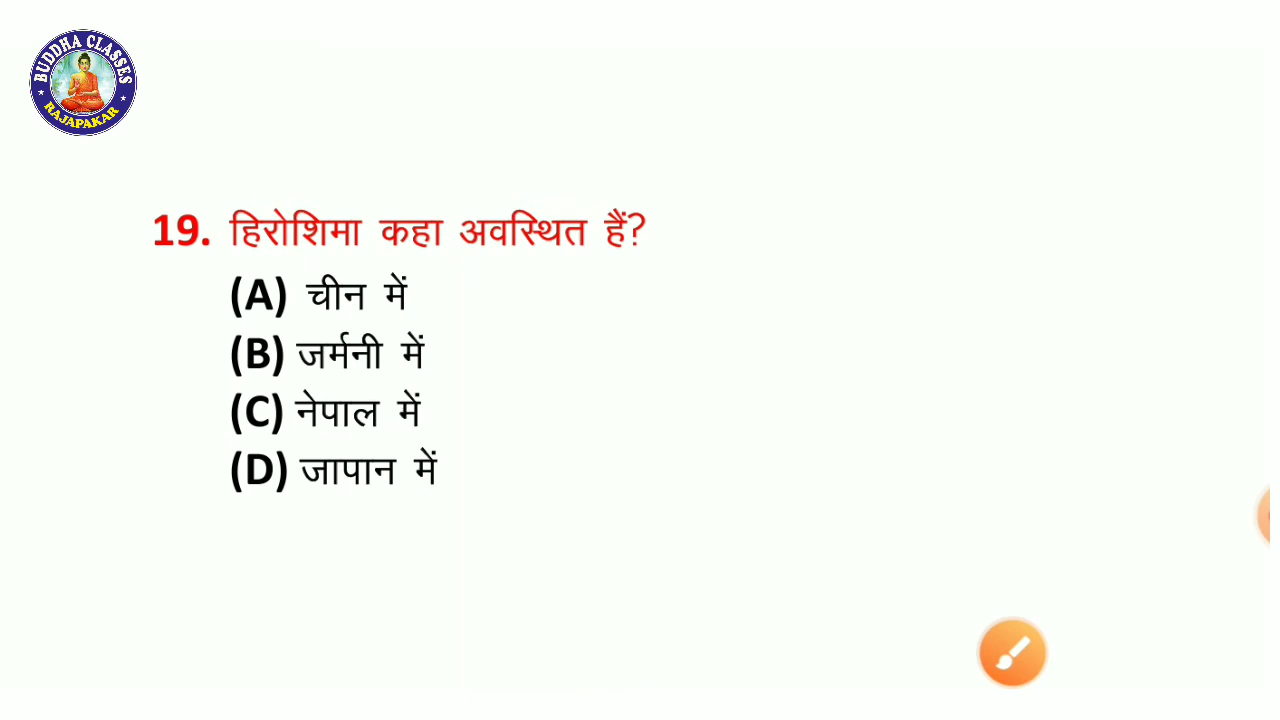 BUDDHA CLASSES
RAJAPAKAR
19. हिरोशिमा कहा अवस्थित हैं?
(A) चीन में
(B) जर्मनी में
(C) नेपाल में
(D) जापान में